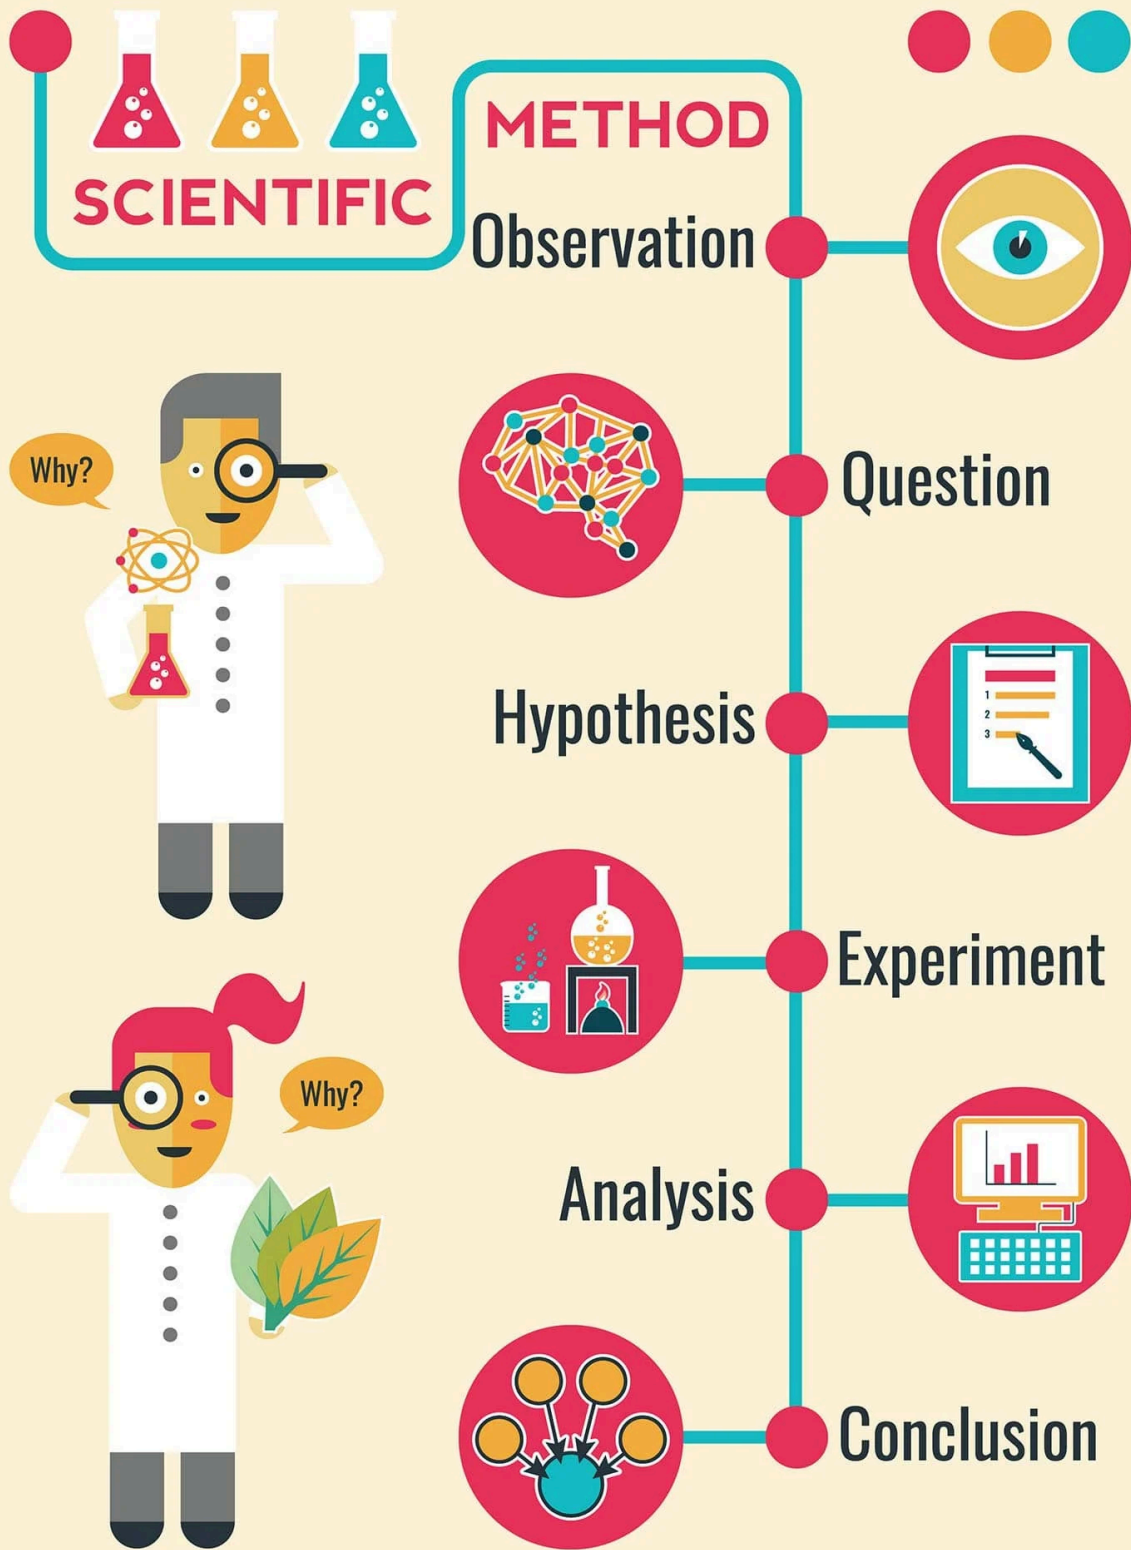 SCIENTIFIC
METHOD
Observation
Why?
Question
Hypothesis
1
2
3
Experiment
Why?
Analysis
Conclusion